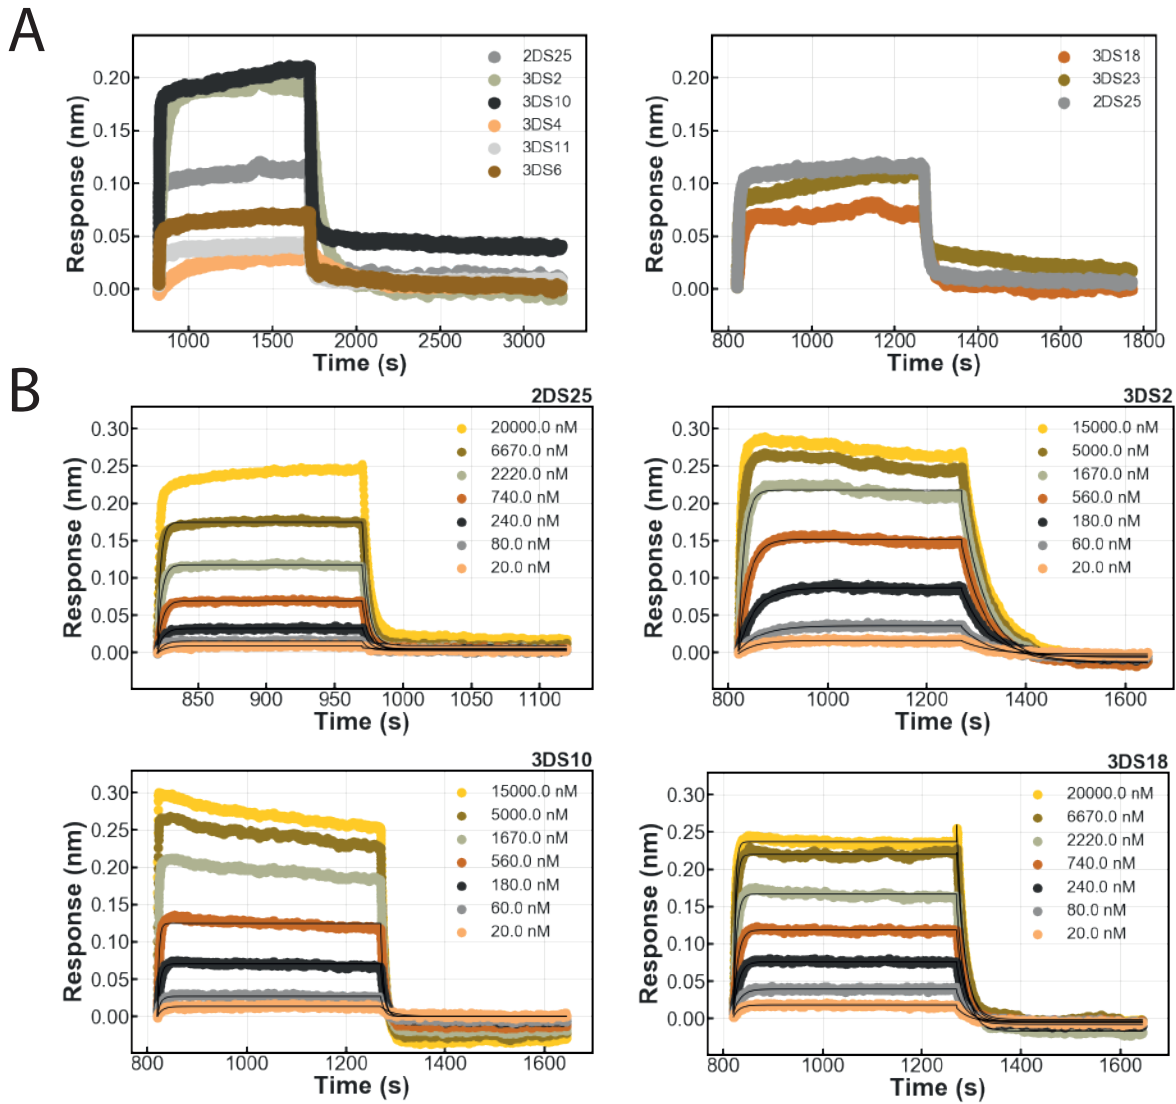 A
Response (nm)
0.20
0.15
0.10
0.05
0.00
2DS25
3DS2
3DS10
3DS4
3DS11
3DS6
1000 1500 2000 2500 3000
Time (s)
Response (nm)
0.20
0.15
0.10
0.05
0.00
3DS18
3DS23
2DS25
800 1000 1200 1400 1600 1800
Time (s)
B
2DS25
Response (nm)
0.30
0.25
0.20
0.15
0.10
0.05
0.00
20000.0 nM
6670.0 nM
2220.0 nM
740.0 nM
240.0 nM
80.0 nM
20.0 nM
850 900 950 1000 1050 1100
Time (s)
3DS2
Response (nm)
0.30
0.25
0.20
0.15
0.10
0.05
0.00
15000.0 nM
5000.0 nM
1670.0 nM
560.0 nM
180.0 nM
60.0 nM
20.0 nM
800 1000 1200 1400 1600
Time (s)
3DS10
Response (nm)
0.30
0.25
0.20
0.15
0.10
0.05
0.00
15000.0 nM
5000.0 nM
1670.0 nM
560.0 nM
180.0 nM
60.0 nM
20.0 nM
800 1000 1200 1400 1600
Time (s)
3DS18
Response (nm)
0.30
0.25
0.20
0.15
0.10
0.05
0.00
20000.0 nM
6670.0 nM
2220.0 nM
740.0 nM
240.0 nM
80.0 nM
20.0 nM
800 1000 1200 1400 1600
Time (s)